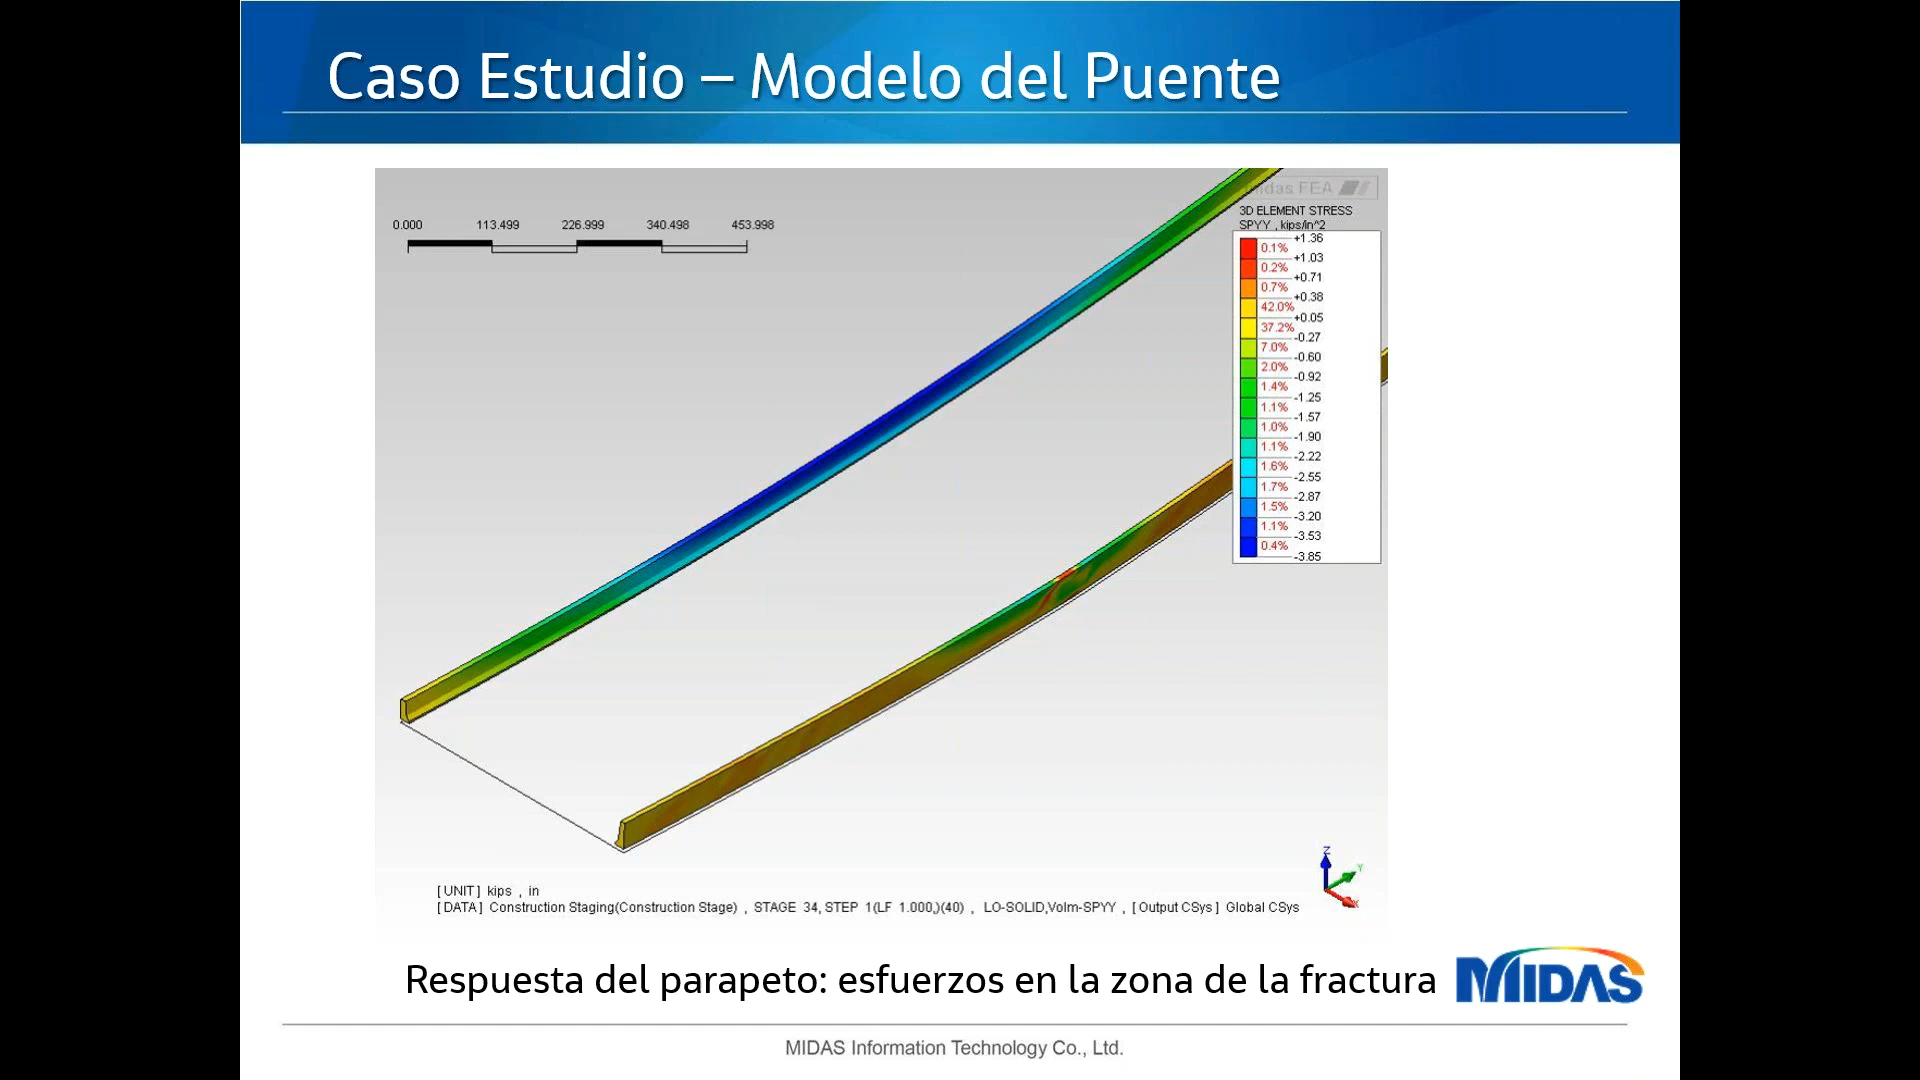 Caso Estudio – Modelo del Puente
midas FEA
0.000 113.499 226.999 340.498 453.998
3D ELEMENT STRESS
SPYY , kips/in^2
+1.36
0.1%
+1.03
0.2%
+0.71
0.7%
+0.38
42.0%
+0.05
37.2%
-0.27
7.0%
-0.60
2.0%
-0.92
1.4%
-1.25
1.1%
-1.57
1.0%
-1.90
1.1%
-2.22
1.6%
-2.55
1.7%
-2.87
1.5%
-3.20
1.1%
-3.53
0.4%
-3.85
Z
Y
X
[UNIT] kips , in
[DATA] Construction Staging(Construction Stage) , STAGE 34, STEP 1(LF 1.000,)(40) , LO-SOLID,Volm-SPYY , [Output CSys] Global CSys
Respuesta del parapeto: esfuerzos en la zona de la fractura
MIDAS
MIDAS Information Technology Co., Ltd.